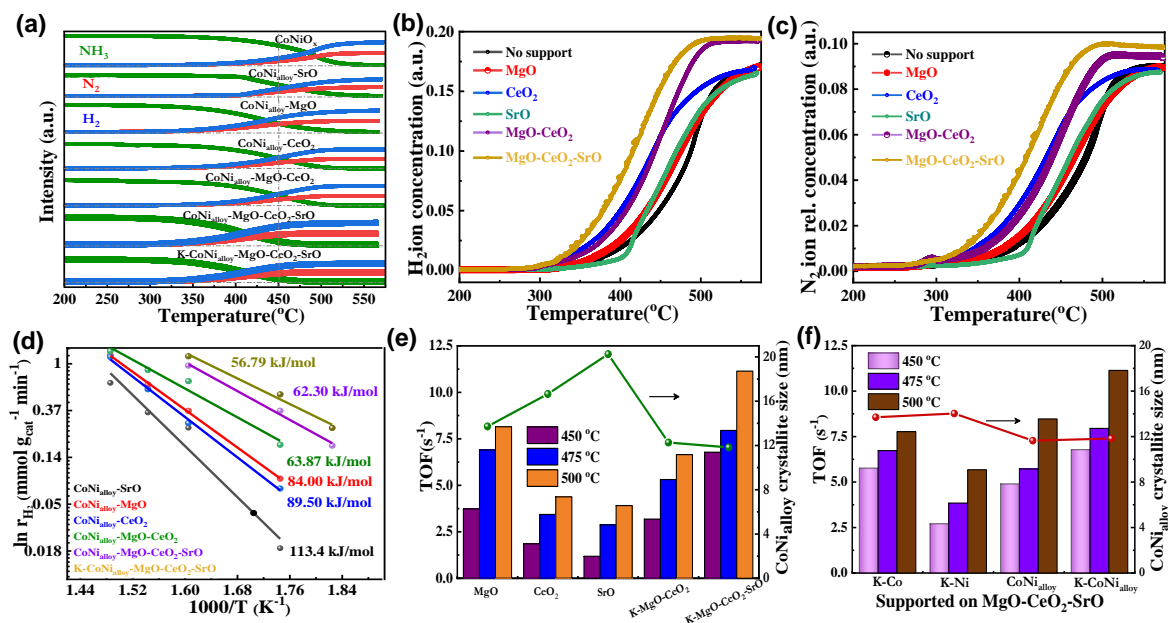 (a)
CoNiOx
NH3
CoNialloy-SrO
N2
CoNialloy-MgO
H2
CoNialloy-CeO2
CoNialloy-MgO-CeO2
CoNialloy-MgO-CeO2-SrO
K-CoNialloy-MgO-CeO2-SrO
Intensity (a.u.)
200 250 300 350 400 450 500 550
Temperature(oC)
(b)
No support
MgO
CeO2
SrO
MgO-CeO2
MgO-CeO2-SrO
H2 ion concentration (a.u.)
0.20
0.15
0.10
0.05
0.00
200 300 400 500
Temperature(oC)
(c)
No support
MgO
CeO2
SrO
MgO-CeO2
MgO-CeO2-SrO
N2 ion rel. concentration (a.u.)
0.10
0.08
0.06
0.04
0.02
0.00
200 300 400 500
Temperature(oC)
(d)
56.79 kJ/mol
62.30 kJ/mol
63.87 kJ/mol
84.00 kJ/mol
89.50 kJ/mol
113.4 kJ/mol
CoNialloy-SrO
CoNialloy-MgO
CoNialloy-CeO2
CoNialloy-MgO-CeO2
CoNialloy-MgO-CeO2-SrO
K-CoNialloy-MgO-CeO2-SrO
1
0.37
0.14
0.05
0.018
1.44 1.52 1.60 1.68 1.76 1.84
1000/T (K-1)
(e)
450 oC
475 oC
500 oC
TOF(s-1)
12.5
10.0
7.5
5.0
2.5
0.0
20
16
12
8
4
0
CoNialloy crystallite size (nm)
MgO CeO2 SrO K-MgO-CeO2 K-MgO-CeO2-SrO
(f)
450 oC
475 oC
500 oC
TOF (s-1)
12.5
10.0
7.5
5.0
2.5
0.0
20
16
12
8
4
0
CoNialloy crystallite size (nm)
K-Co K-Ni CoNialloy K-CoNialloy
Supported on MgO-CeO2-SrO